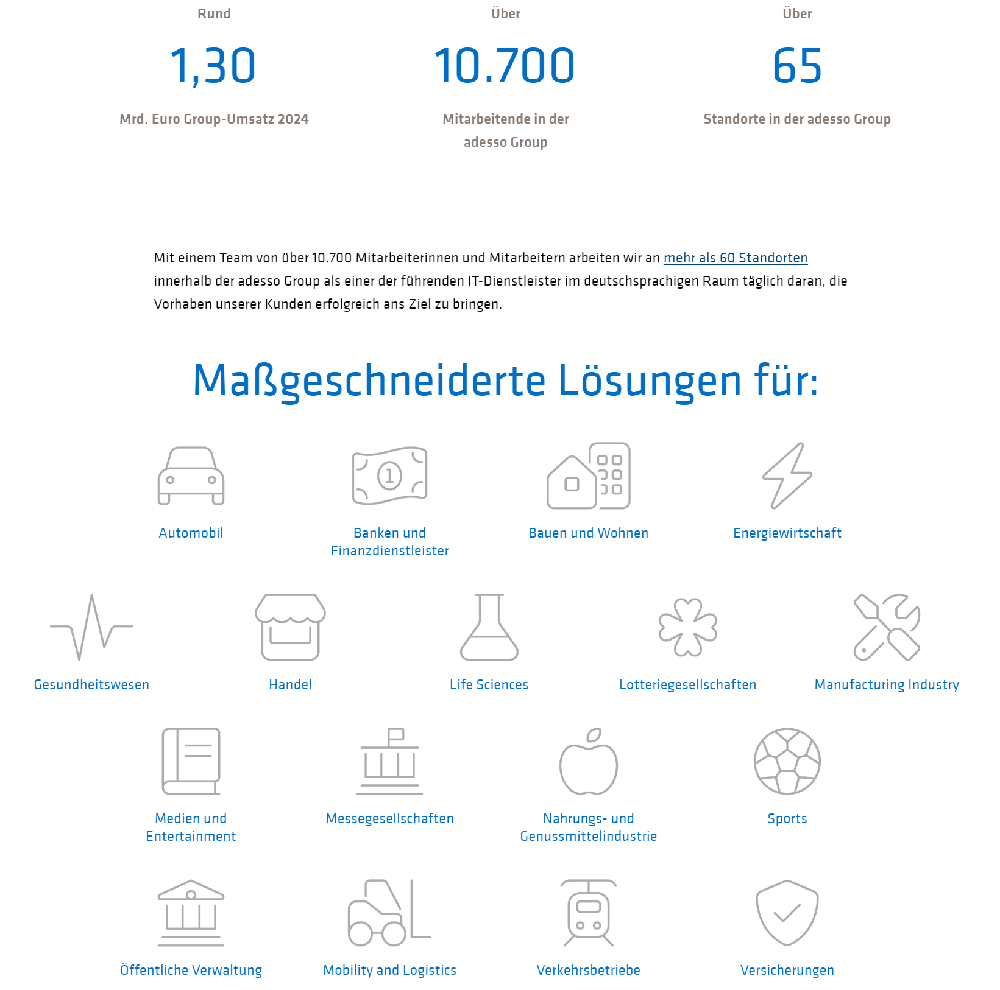 Rund
1,30
Mrd. Euro Group-Umsatz 2024
Über
10.700
Mitarbeitende in der
adesso Group
Über
65
Standorte in der adesso Group
Mit einem Team von über 10.700 Mitarbeiterinnen und Mitarbeitern arbeiten wir an mehr als 60 Standorten
innerhalb der adesso Group als einer der führenden IT-Dienstleister im deutschsprachigen Raum täglich daran, die
Vorhaben unserer Kunden erfolgreich ans Ziel zu bringen.
Maßgeschneiderte Lösungen für:
1
Automobil
Banken und
Finanzdienstleister
Bauen und Wohnen
Energiewirtschaft
Gesundheitswesen
Handel
Life Sciences
Lotteriegesellschaften
Manufacturing Industry
Medien und
Entertainment
Messegesellschaften
Nahrungs- und
Genussmittelindustrie
Sports
Öffentliche Verwaltung
Mobility and Logistics
Verkehrsbetriebe
Versicherungen